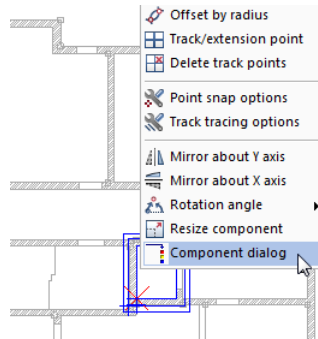 Offset by radius
Track/extension point
Delete track points
Point snap options
Track tracing options
Mirror about Y axis
Mirror about X axis
Rotation angle
Resize component
Component dialog